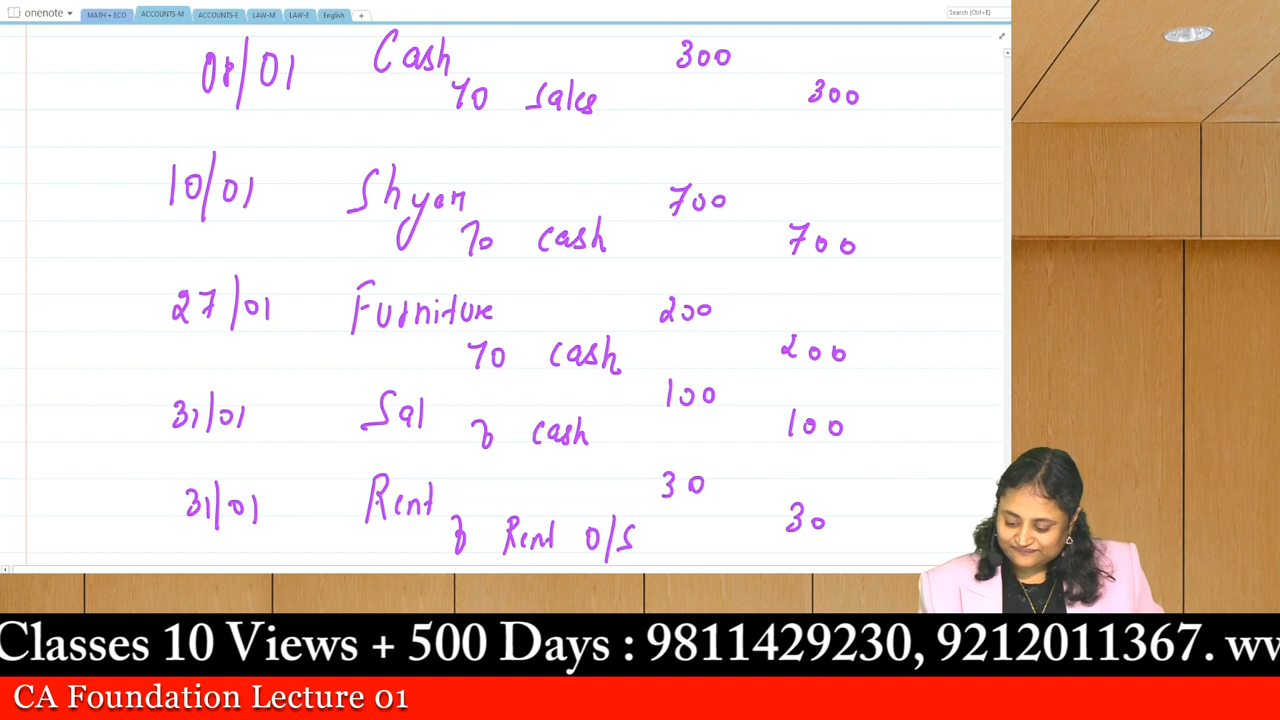 onenote
MATH + ECO ACCOUNTS-M ACCOUNTS-E LAW-M LAW-E English +
Search (Ctrl+E)
08/01 Cash 300
To sales 300
10/01 Shyam 700
To cash 700
27/01 Furniture 200
To cash 200
31/01 Sal 100
To cash 100
31/01 Rent 30
To Rent O/S 30
Classes 10 Views + 500 Days : 9811429230, 9212011367. ww
CA Foundation Lecture 01